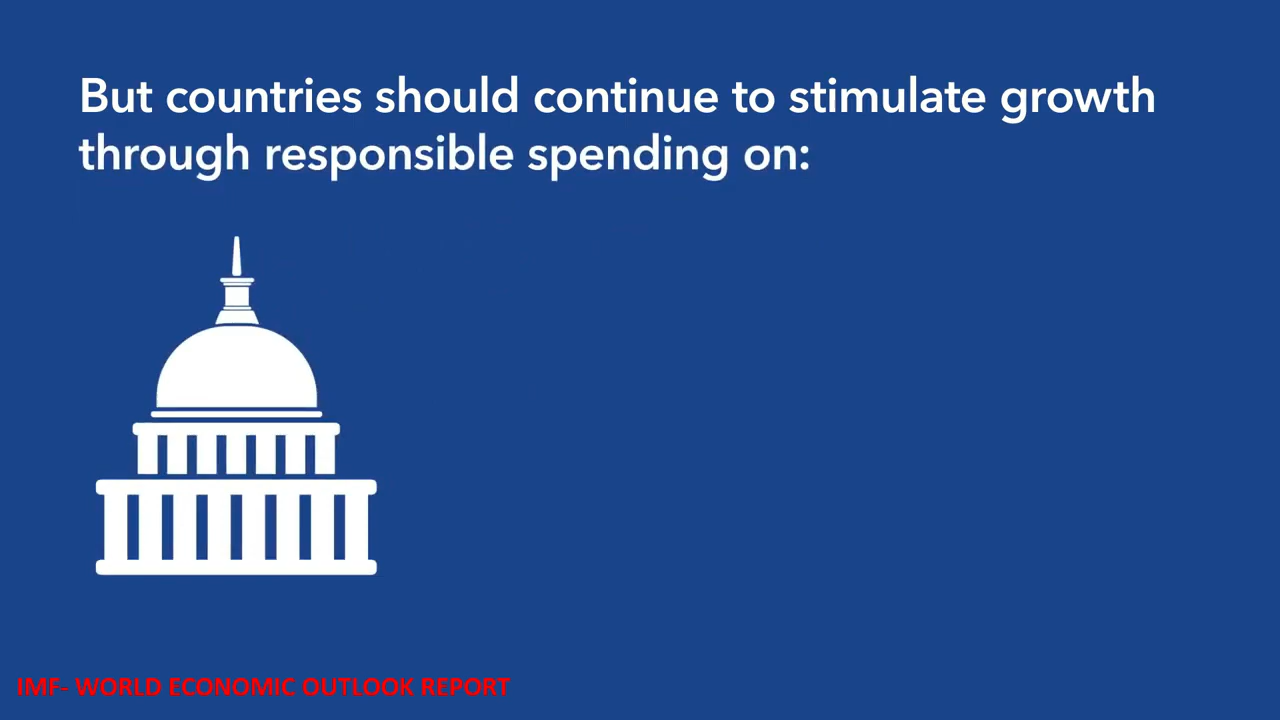 But countries should continue to stimulate growth
through responsible spending on:
IMF- WORLD ECONOMIC OUTLOOK REPORT